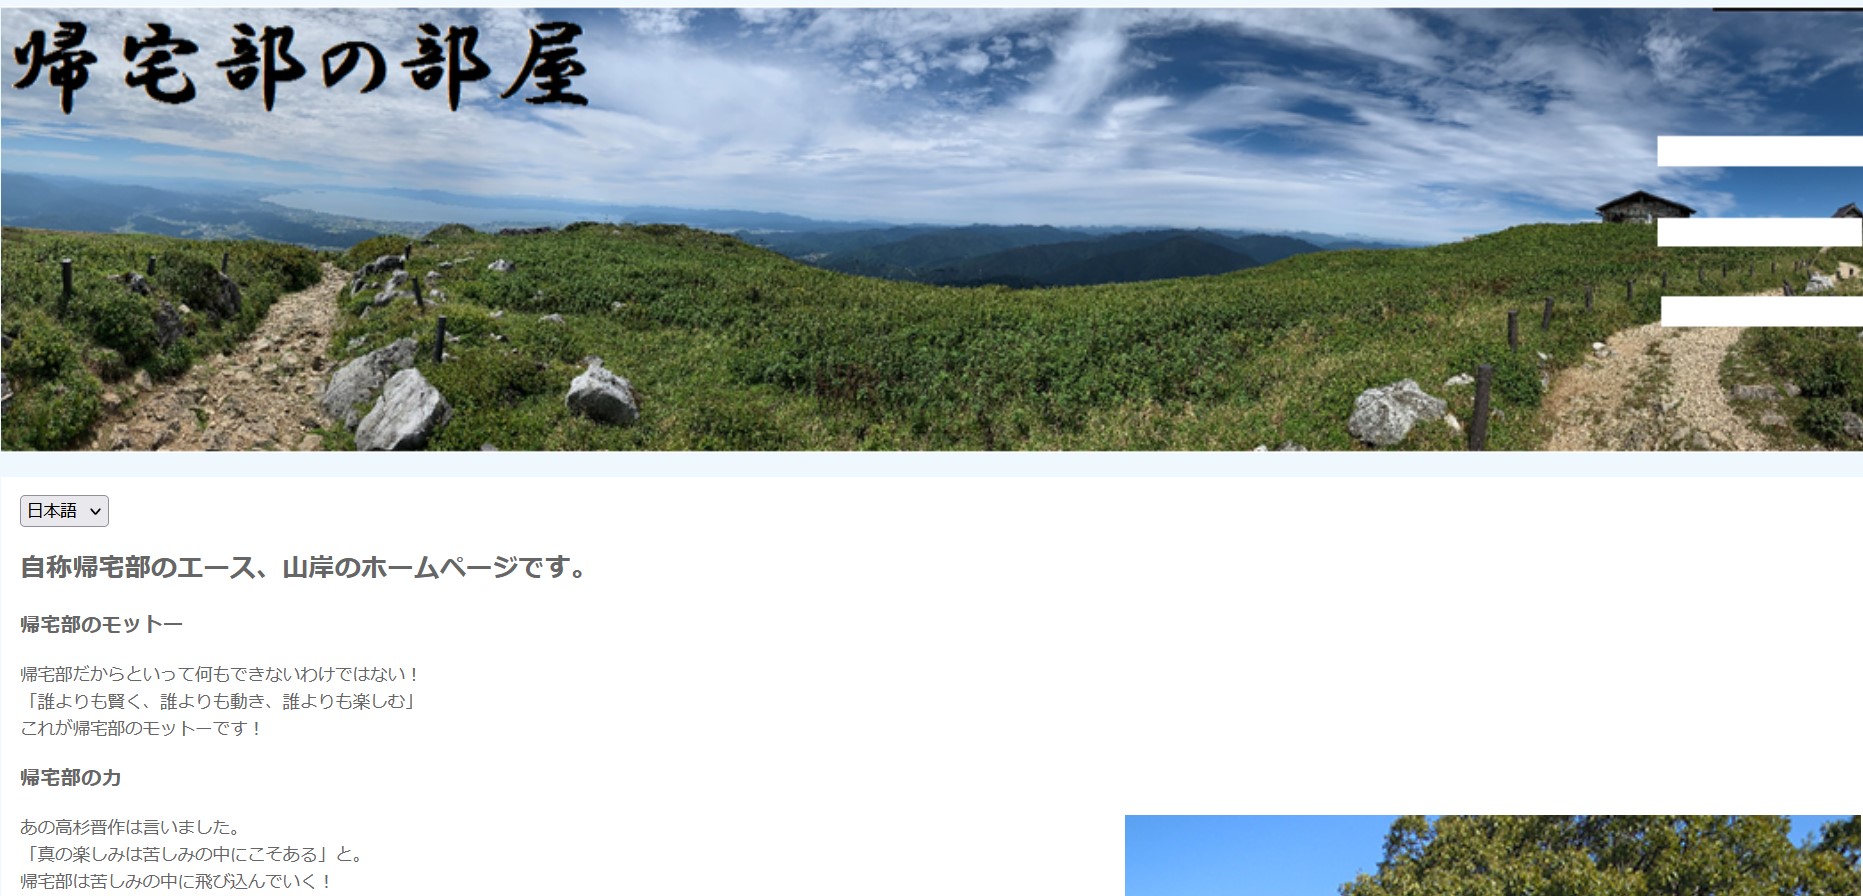 帰宅部の部屋
日本語
自称帰宅部のエース、山岸のホームページです。
帰宅部のモットー
帰宅部だからといって何もできないわけではない！
「誰よりも賢く、誰よりも動き、誰よりも楽しむ」
これが帰宅部のモットーです！
帰宅部の力
あの高杉晋作は言いました。
「真の楽しみは苦しみの中にこそある」と。
帰宅部は苦しみの中に飛び込んでいく！